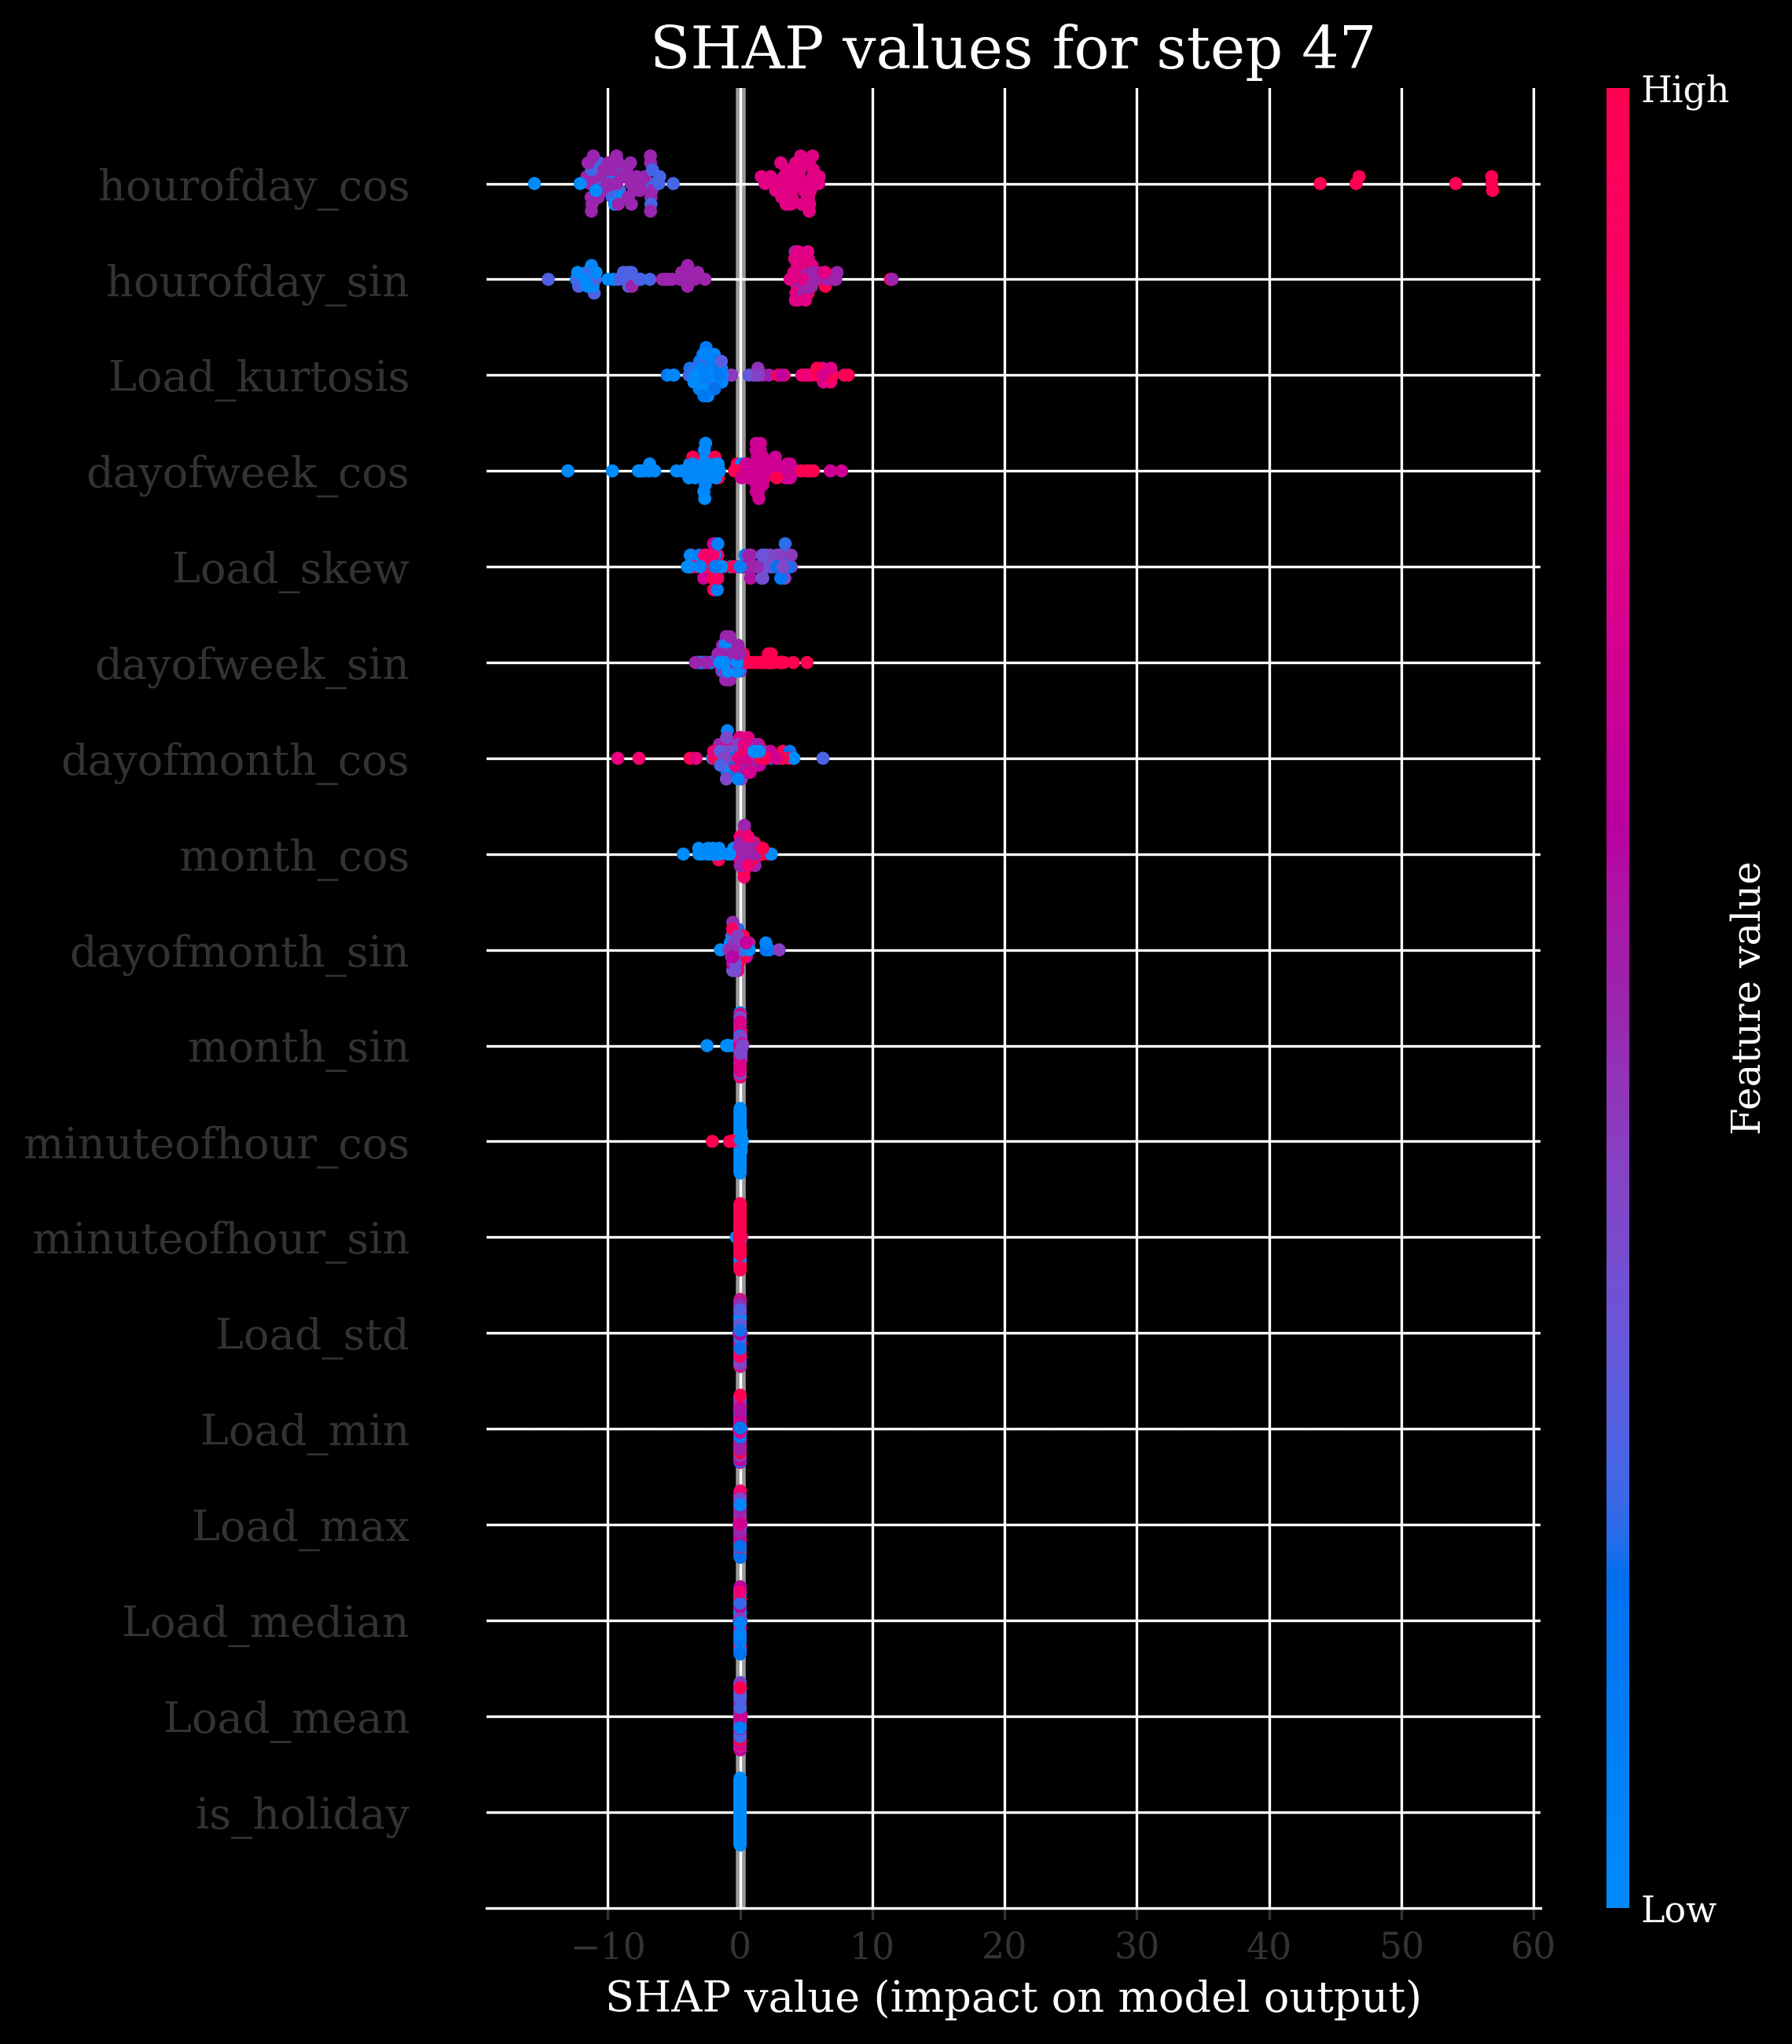 SHAP values for step 47
High
hourofday_cos
hourofday_sin
Load_kurtosis
dayofweek_cos
Load_skew
dayofweek_sin
dayofmonth_cos
month_cos
dayofmonth_sin
month_sin
minuteofhour_cos
minuteofhour_sin
Load_std
Load_min
Load_max
Load_median
Load_mean
is_holiday
Feature value
Low
−10 0 10 20 30 40 50 60
SHAP value (impact on model output)